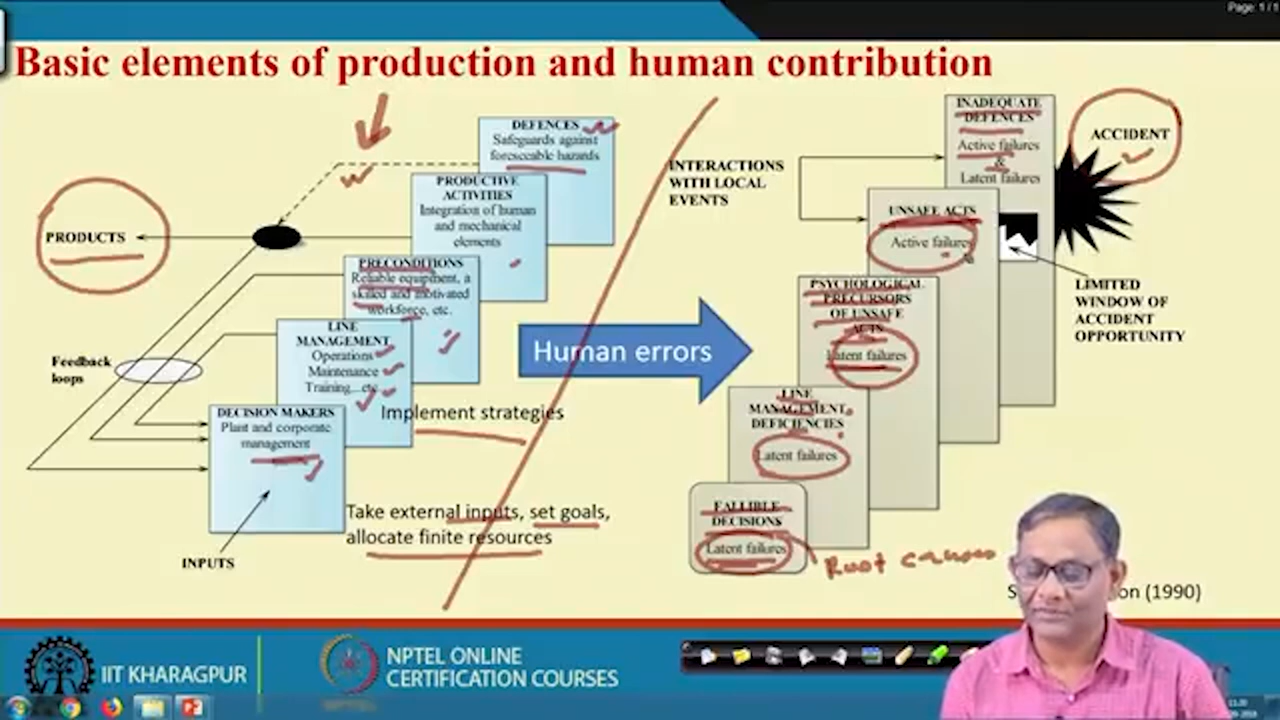 Page: 1 / 1
Basic elements of production and human contribution
DEFENCES
Safeguards against
foreseeable hazards
PRODUCTIVE
ACTIVITIES
Integration of human
and mechanical
elements
PRODUCTS
PRECONDITIONS
Reliable equipment, a
skilled and motivated
workforce, etc.
LINE
MANAGEMENT
Operations
Maintenance
Training...etc
Feedback
loops
DECISION MAKERS
Plant and corporate
management
Implement strategies
Take external inputs, set goals,
allocate finite resources
INPUTS
Human errors
INTERACTIONS
WITH LOCAL
EVENTS
INADEQUATE
DEFENCES
Active failures
&
Latent failures
ACCIDENT
UNSAFE ACTS
Active failures
&
LIMITED
WINDOW OF
ACCIDENT
OPPORTUNITY
PSYCHOLOGICAL
PRECURSORS
OF UNSAFE
ACTS
Latent failures
LINE
MANAGEMENT
DEFICIENCIES
Latent failures
FALLIBLE
DECISIONS
Latent failures
Root causes
(1990)
IIT KHARAGPUR
NPTEL ONLINE
CERTIFICATION COURSES